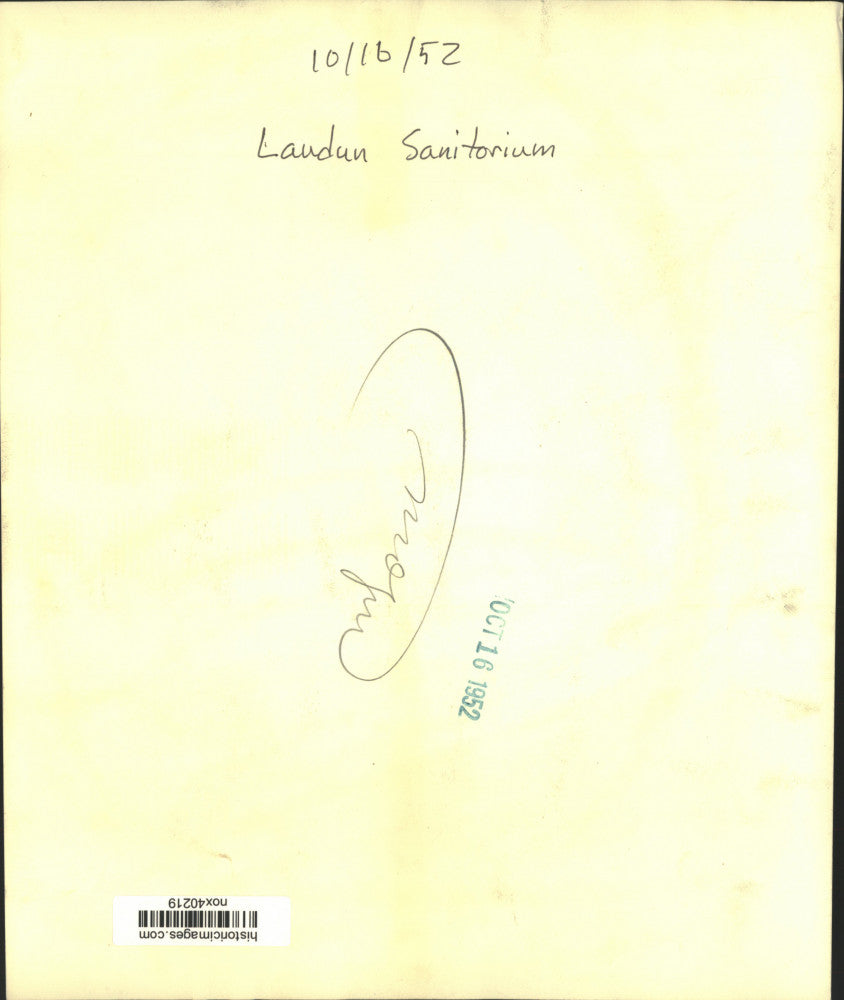 10/16/52
Laudun Sanitorium
OCT 16 1952
nox40219
historicimages.com